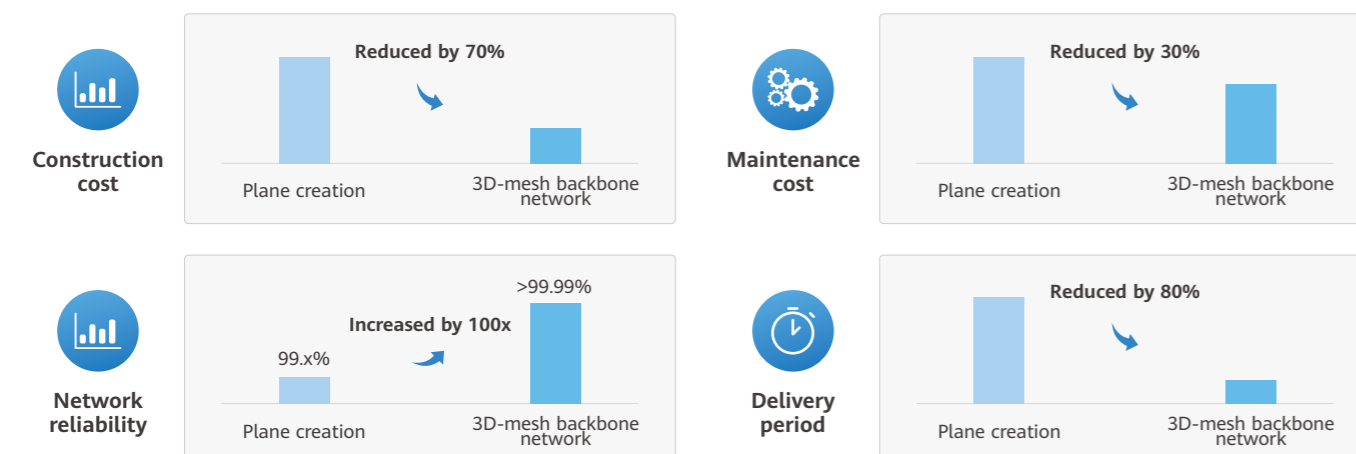 Construction
cost
Reduced by 70%
Plane creation
3D-mesh backbone
network
Maintenance
cost
Reduced by 30%
Plane creation
3D-mesh backbone
network
Network
reliability
99.x%
Increased by 100x
>99.99%
Plane creation
3D-mesh backbone
network
Delivery
period
Reduced by 80%
Plane creation
3D-mesh backbone
network